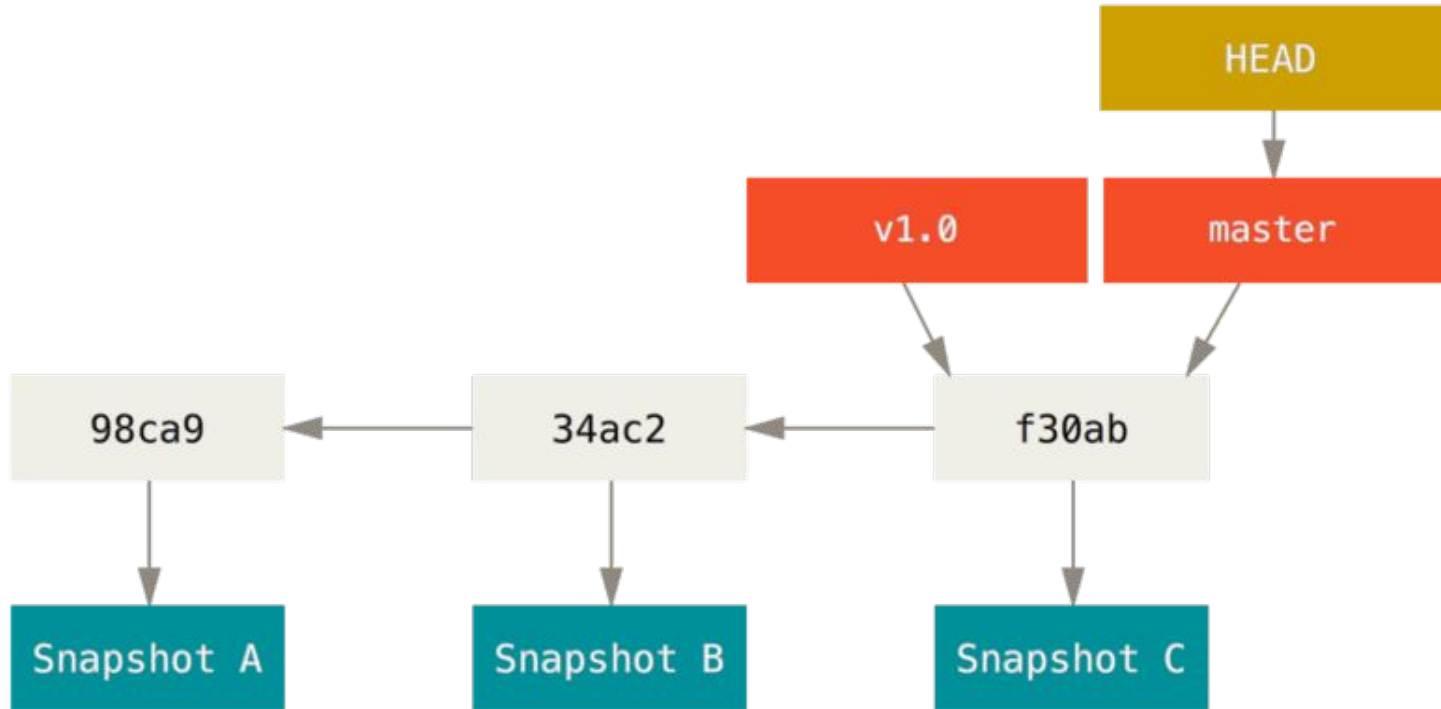 HEAD
v1.0
master
98ca9
34ac2
f30ab
Snapshot A
Snapshot B
Snapshot C